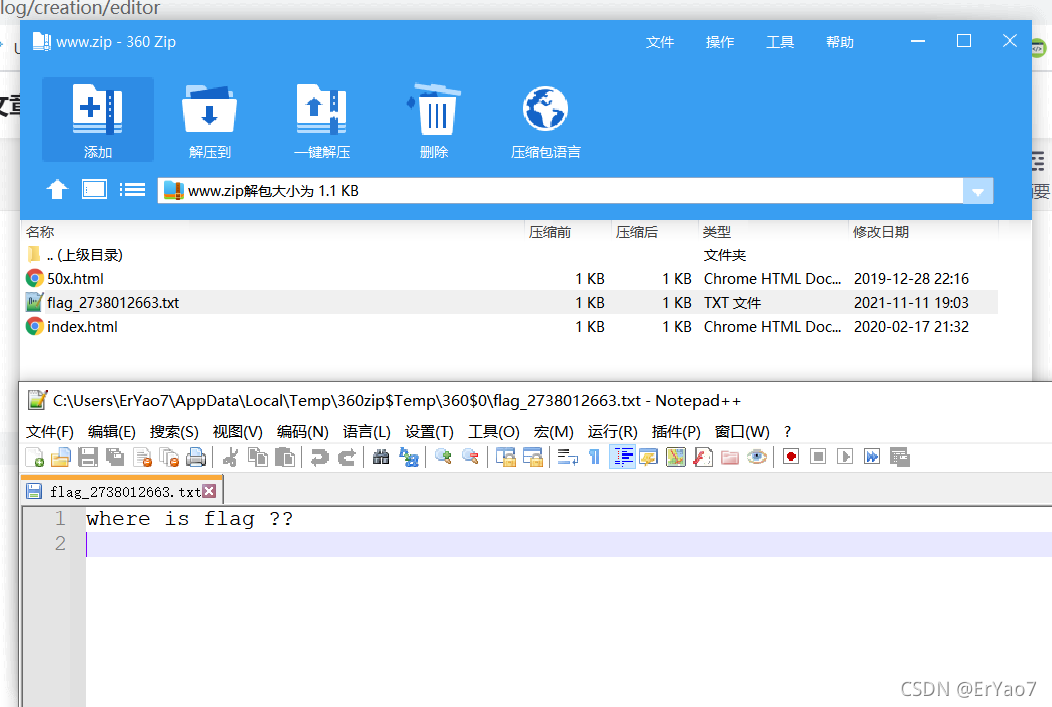 log/creation/editor
www.zip - 360 Zip 文件 操作 工具 帮助
添加 解压到 一键解压 删除 压缩包语言
www.zip解包大小为 1.1 KB
要
名称 压缩前 压缩后 类型 修改日期
.. (上级目录) 文件夹
50x.html 1 KB 1 KB Chrome HTML Doc... 2019-12-28 22:16
flag_2738012663.txt 1 KB 1 KB TXT 文件 2021-11-11 19:03
index.html 1 KB 1 KB Chrome HTML Doc... 2020-02-17 21:32
C:\Users\ErYao7\AppData\Local\Temp\360zip$Temp\360$0\flag_2738012663.txt - Notepad++
文件(F) 编辑(E) 搜索(S) 视图(V) 编码(N) 语言(L) 设置(T) 工具(O) 宏(M) 运行(R) 插件(P) 窗口(W) ?
flag_2738012663.txt
1 where is flag ??
2
CSDN @ErYao7